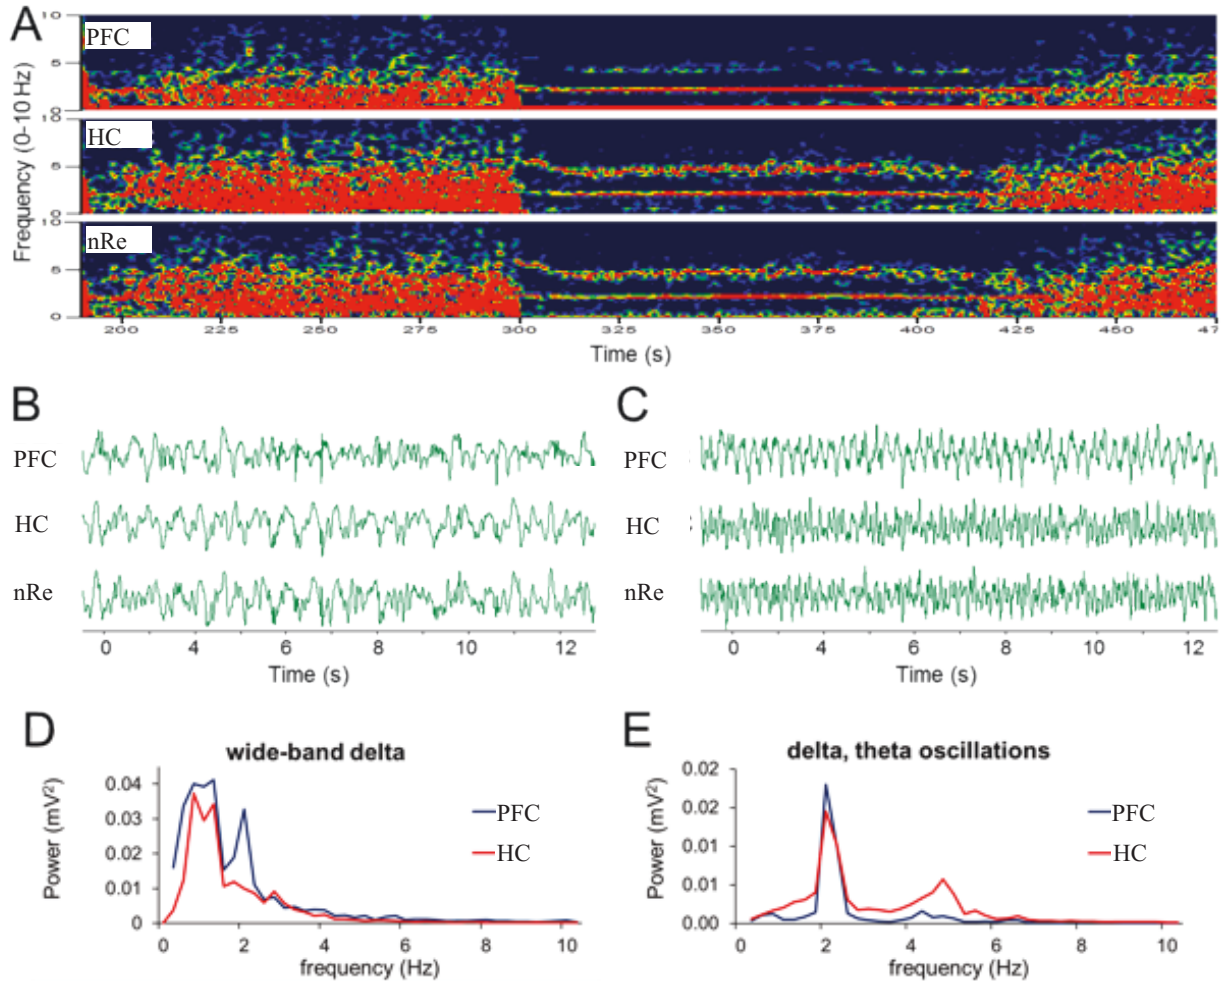 A
Frequency (0-10 Hz)
10
PFC
5
0
10
HC
5
0
10
nRe
5
0
200 225 250 275 300 325 350 375 400 425 450 47
Time (s)
B
PFC
HC
nRe
0 4 6 8 10 12
Time (s)
C
PFC
HC
nRe
0 4 6 8 10 12
Time (s)
D
wide-band delta
Power (mV²)
0.04
0.03
0.02
0.01
0
PFC
HC
0 2 4 6 8 10
frequency (Hz)
E
delta, theta oscillations
Power (mV²)
0.02
0.02
0.01
0.01
0.00
PFC
HC
0 2 4 6 8 10
frequency (Hz)